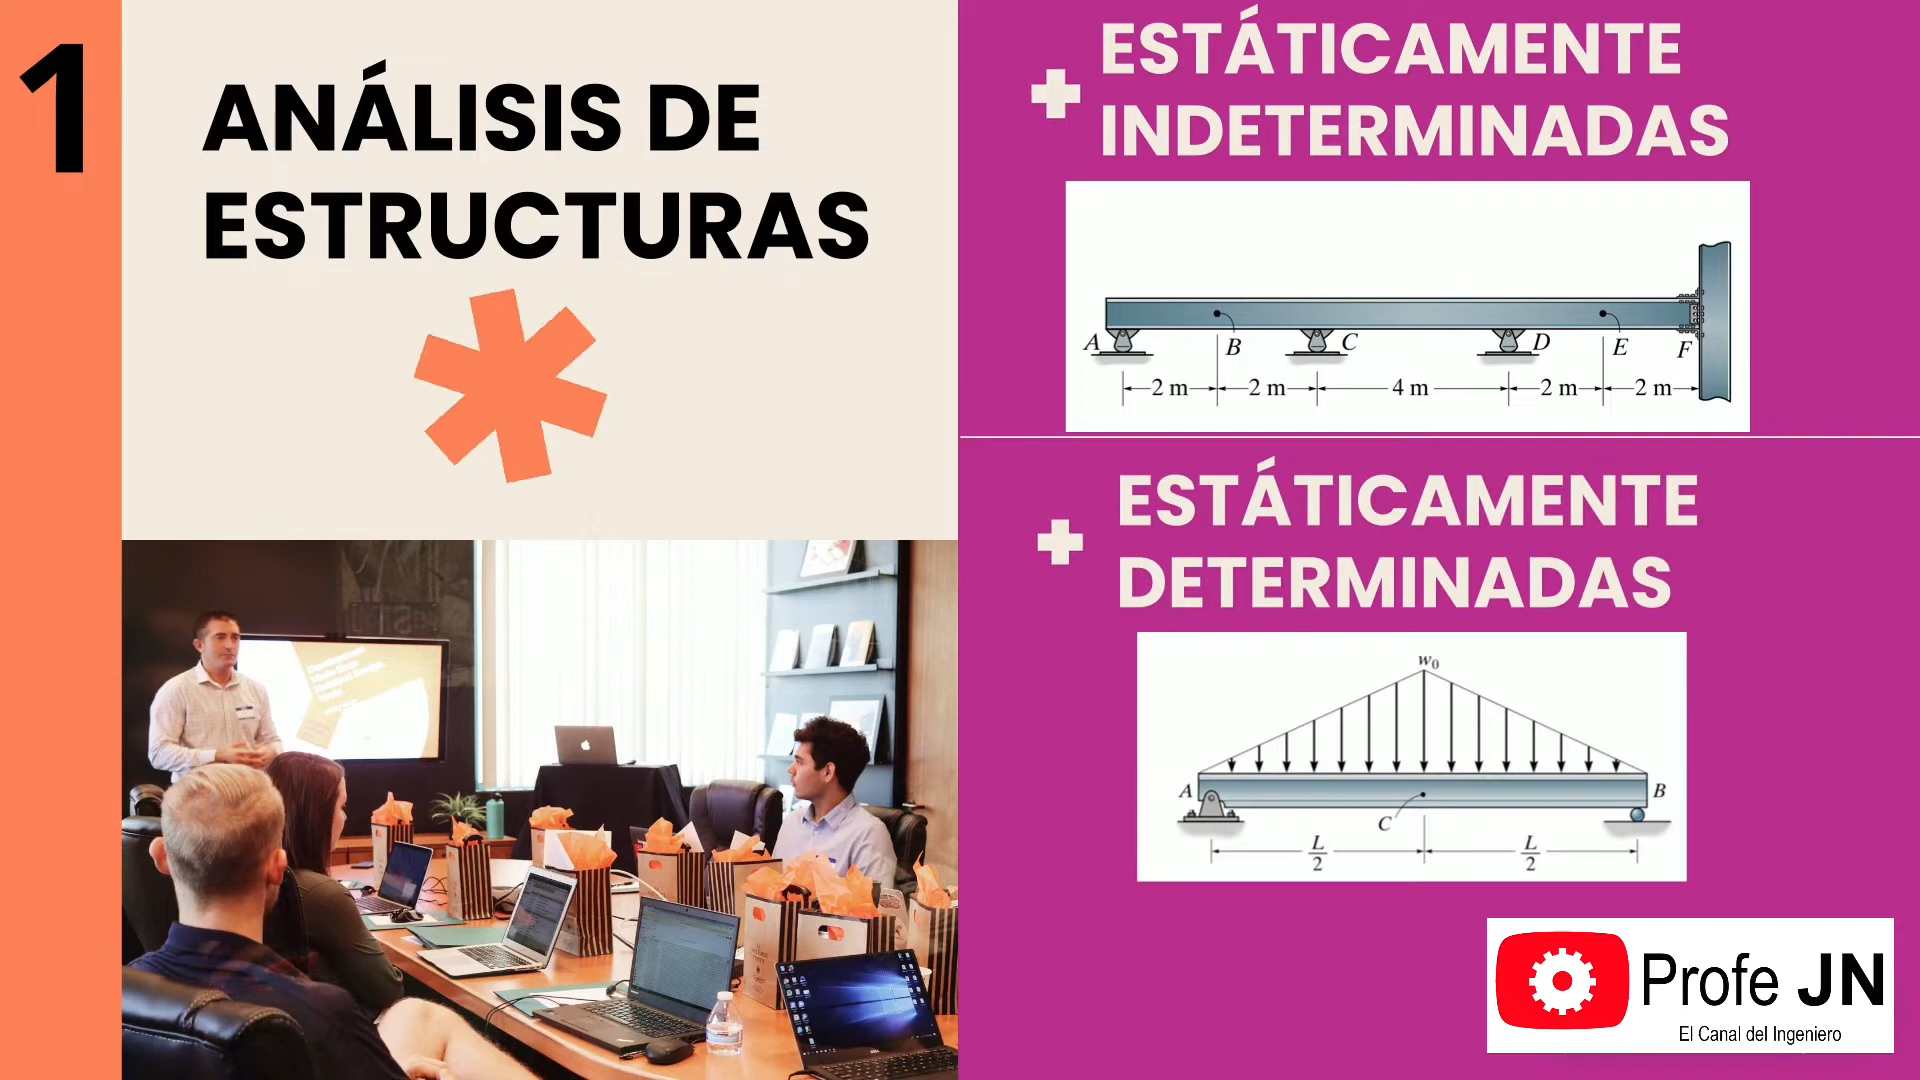 1
ANÁLISIS DE
ESTRUCTURAS
ESTÁTICAMENTE
INDETERMINADAS
A B C D E F
2 m 2 m 4 m 2 m 2 m
ESTÁTICAMENTE
DETERMINADAS
w0
A B
C
L/2 L/2
Profe JN
El Canal del Ingeniero